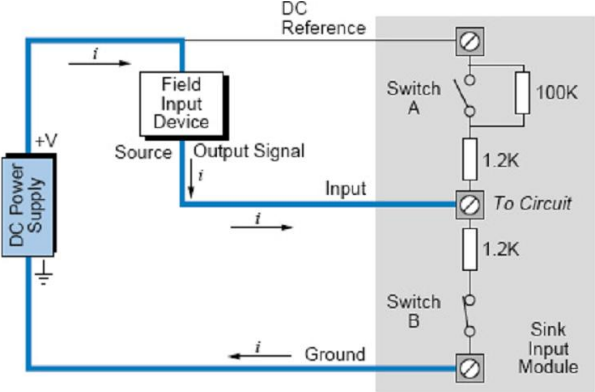 DC
Reference
i
Field
Input
Device
Switch
A
100K
+V
Source
Output Signal
i
1.2K
DC Power
Supply
Input
To Circuit
i
1.2K
Switch
B
Sink
Input
Module
i
Ground